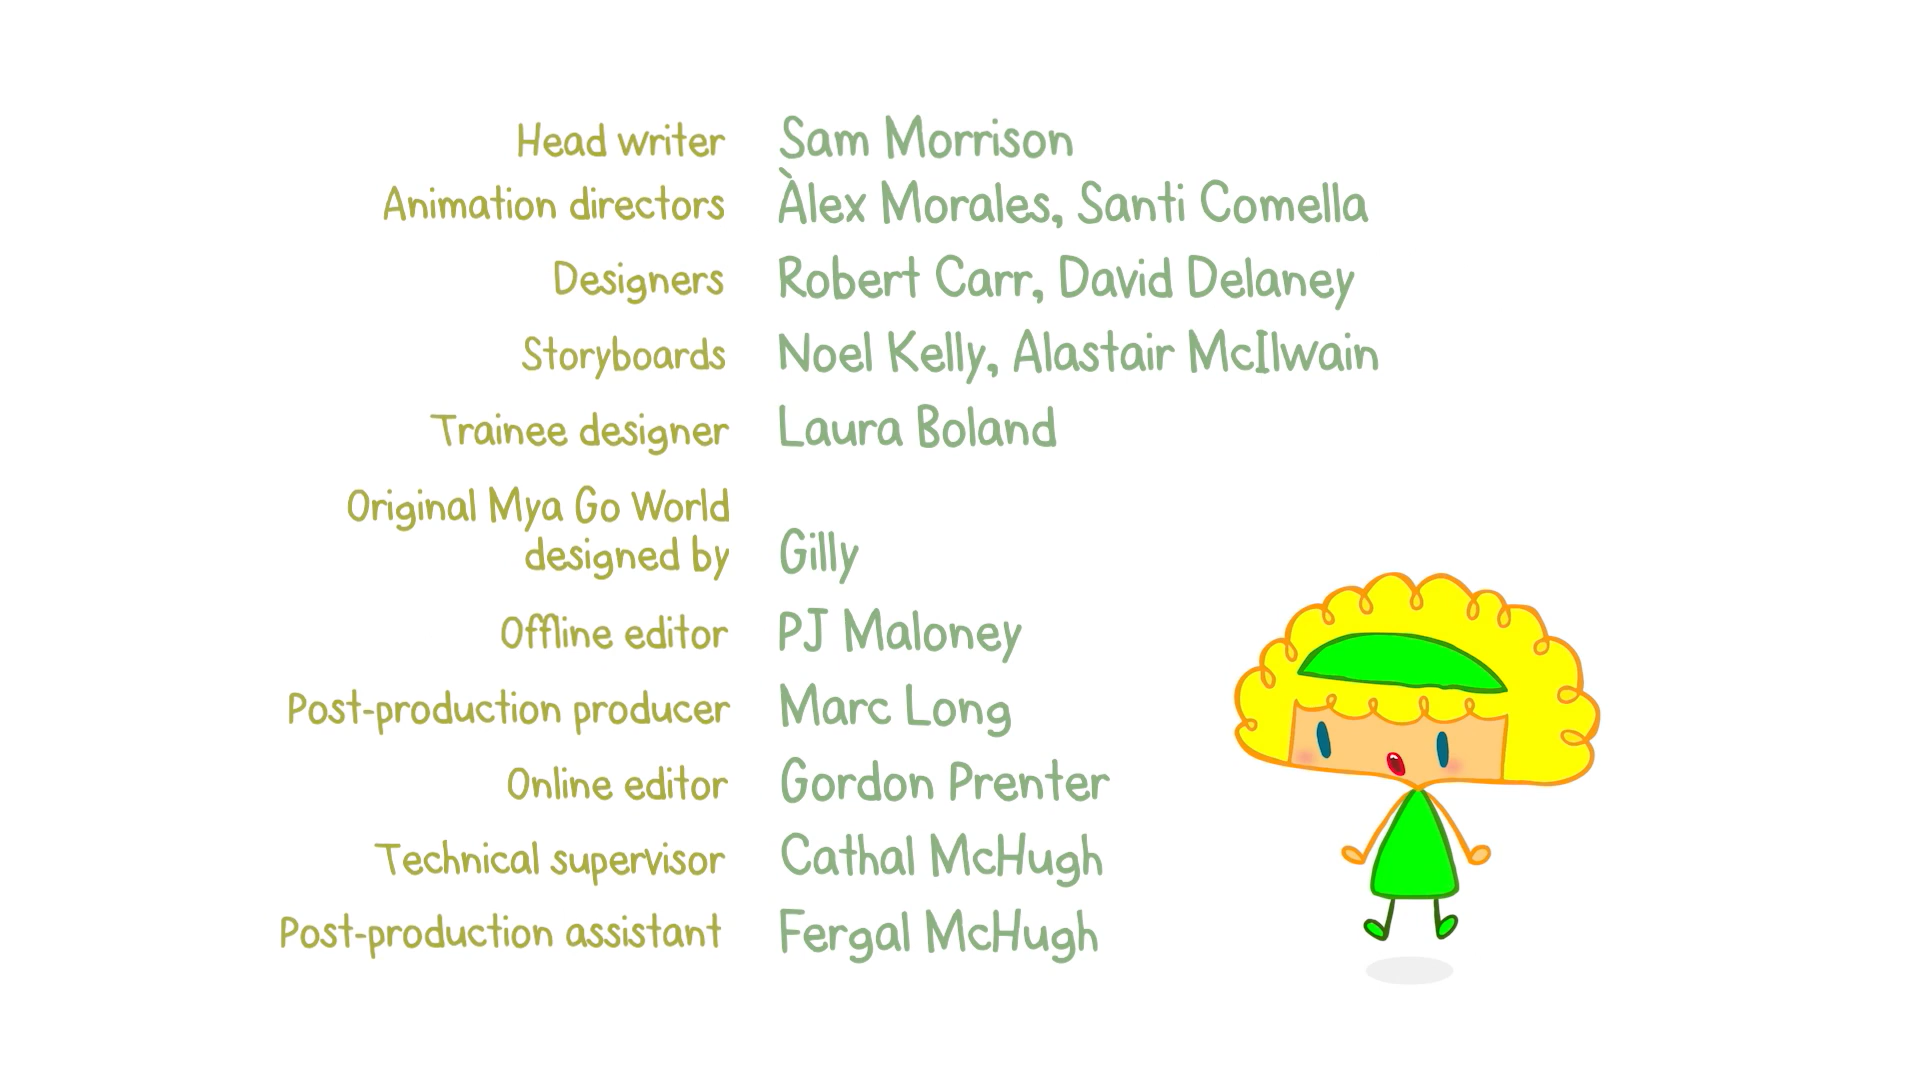 Head writer Sam Morrison
Animation directors Àlex Morales, Santi Comella
Designers Robert Carr, David Delaney
Storyboards Noel Kelly, Alastair McIlwain
Trainee designer Laura Boland
Original Mya Go World
designed by Gilly
Offline editor PJ Maloney
Post-production producer Marc Long
Online editor Gordon Prenter
Technical supervisor Cathal McHugh
Post-production assistant Fergal McHugh